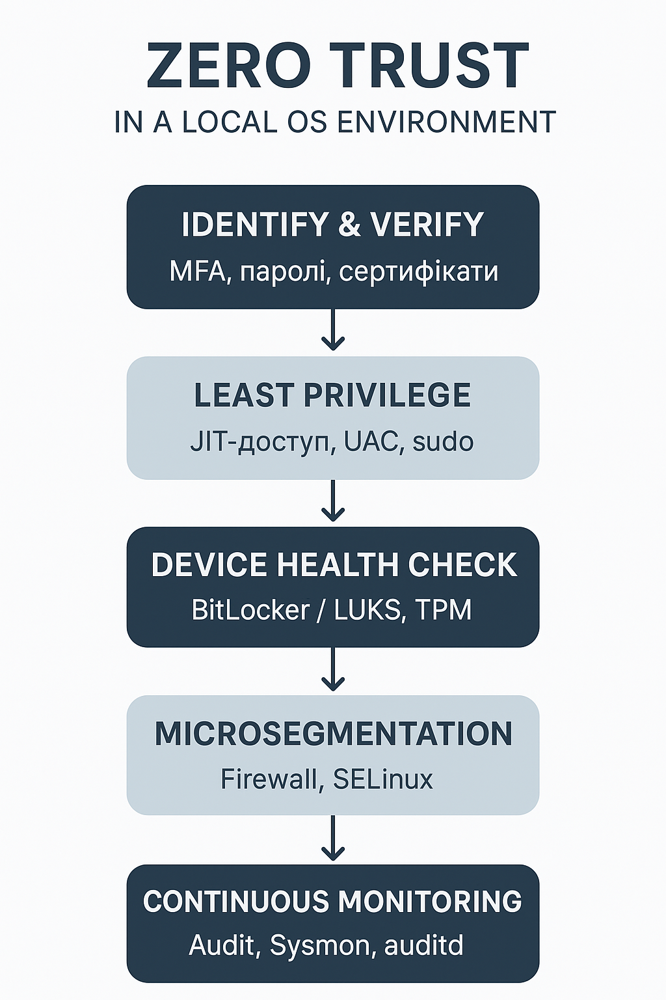 ZERO TRUST
IN A LOCAL OS ENVIRONMENT
IDENTIFY & VERIFY
MFA, паролі, сертифікати
LEAST PRIVILEGE
JIT-доступ, UAC, sudo
DEVICE HEALTH CHECK
BitLocker / LUKS, TPM
MICROSEGMENTATION
Firewall, SELinux
CONTINUOUS MONITORING
Audit, Sysmon, auditd